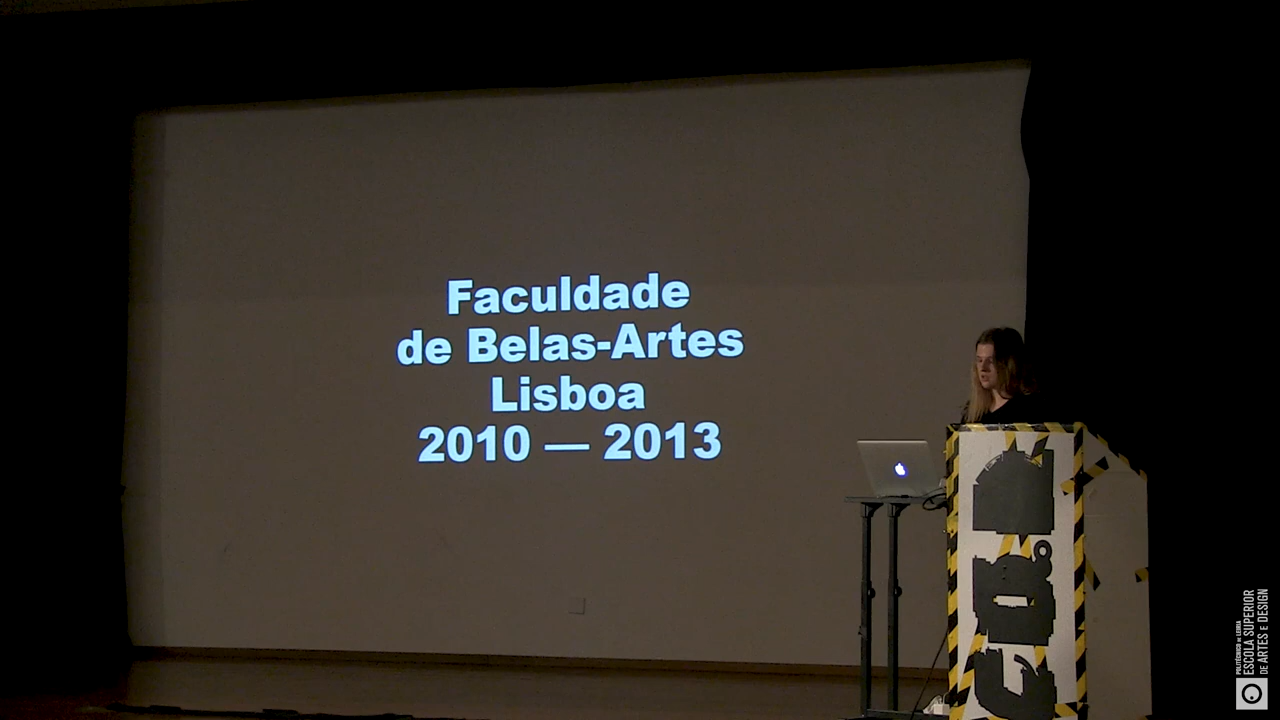 Faculdade
de Belas-Artes
Lisboa
2010 — 2013
POLITÉCNICO DE LEIRIA
ESCOLA SUPERIOR
DE ARTES E DESIGN